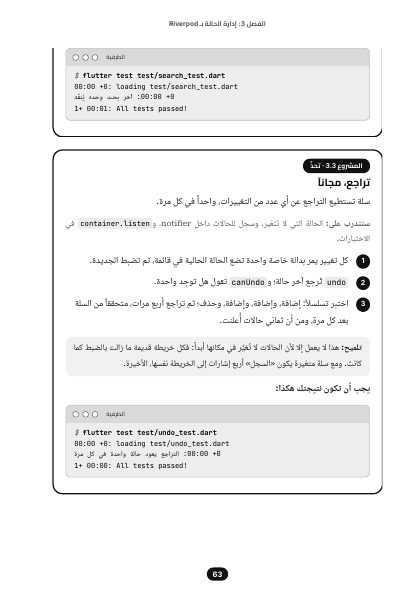 الفصل 3: إدارة الحالة بـ Riverpod
الطرفية
$ flutter test test/search_test.dart
00:00 +0: loading test/search_test.dart
00:00 +0: آخر بحث وحده يُنفَّذ
00:01 +1: All tests passed!
المشروع 3.3 · تحدٍّ
تراجع، مجاناً
سلة تستطيع التراجع عن أي عدد من التغييرات، واحداً في كل مرة.
ستتدرب على: الحالة التي لا تتغير، وسجل للحالات داخل notifier، و container.listen في
الاختبارات.
1 كل تغيير يمر بدالة خاصة واحدة تضع الحالة الحالية في قائمة، ثم تضبط الجديدة.
2 undo تُرجع آخر حالة؛ و canUndo تقول هل توجد واحدة.
3 اختبر تسلسلاً: إضافة، وإضافة، وإضافة، وحذف؛ ثم تراجع أربع مرات، متحققاً من السلة
بعد كل مرة، ومن أن ثماني حالات أُعلنت.
تلميح: هذا لا يعمل إلا لأن الحالات لا تُغيَّر في مكانها أبداً: فكل خريطة قديمة ما زالت بالضبط كما
كانت. ومع سلة متغيرة يكون «السجل» أربع إشارات إلى الخريطة نفسها، الأخيرة.
يجب أن تكون نتيجتك هكذا:
الطرفية
$ flutter test test/undo_test.dart
00:00 +0: loading test/undo_test.dart
00:00 +0: التراجع يعود حالة واحدة في كل مرة
00:00 +1: All tests passed!
63